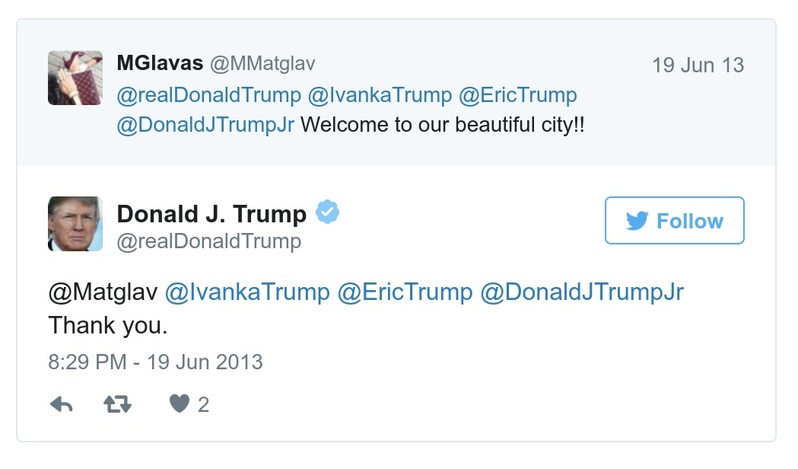 MGlavas @MMatglav 19 Jun 13
@realDonaldTrump @IvankaTrump @EricTrump
@DonaldJTrumpJr Welcome to our beautiful city!!
Donald J. Trump
@realDonaldTrump
Follow
@Matglav @IvankaTrump @EricTrump @DonaldJTrumpJr
Thank you.
8:29 PM - 19 Jun 2013
2